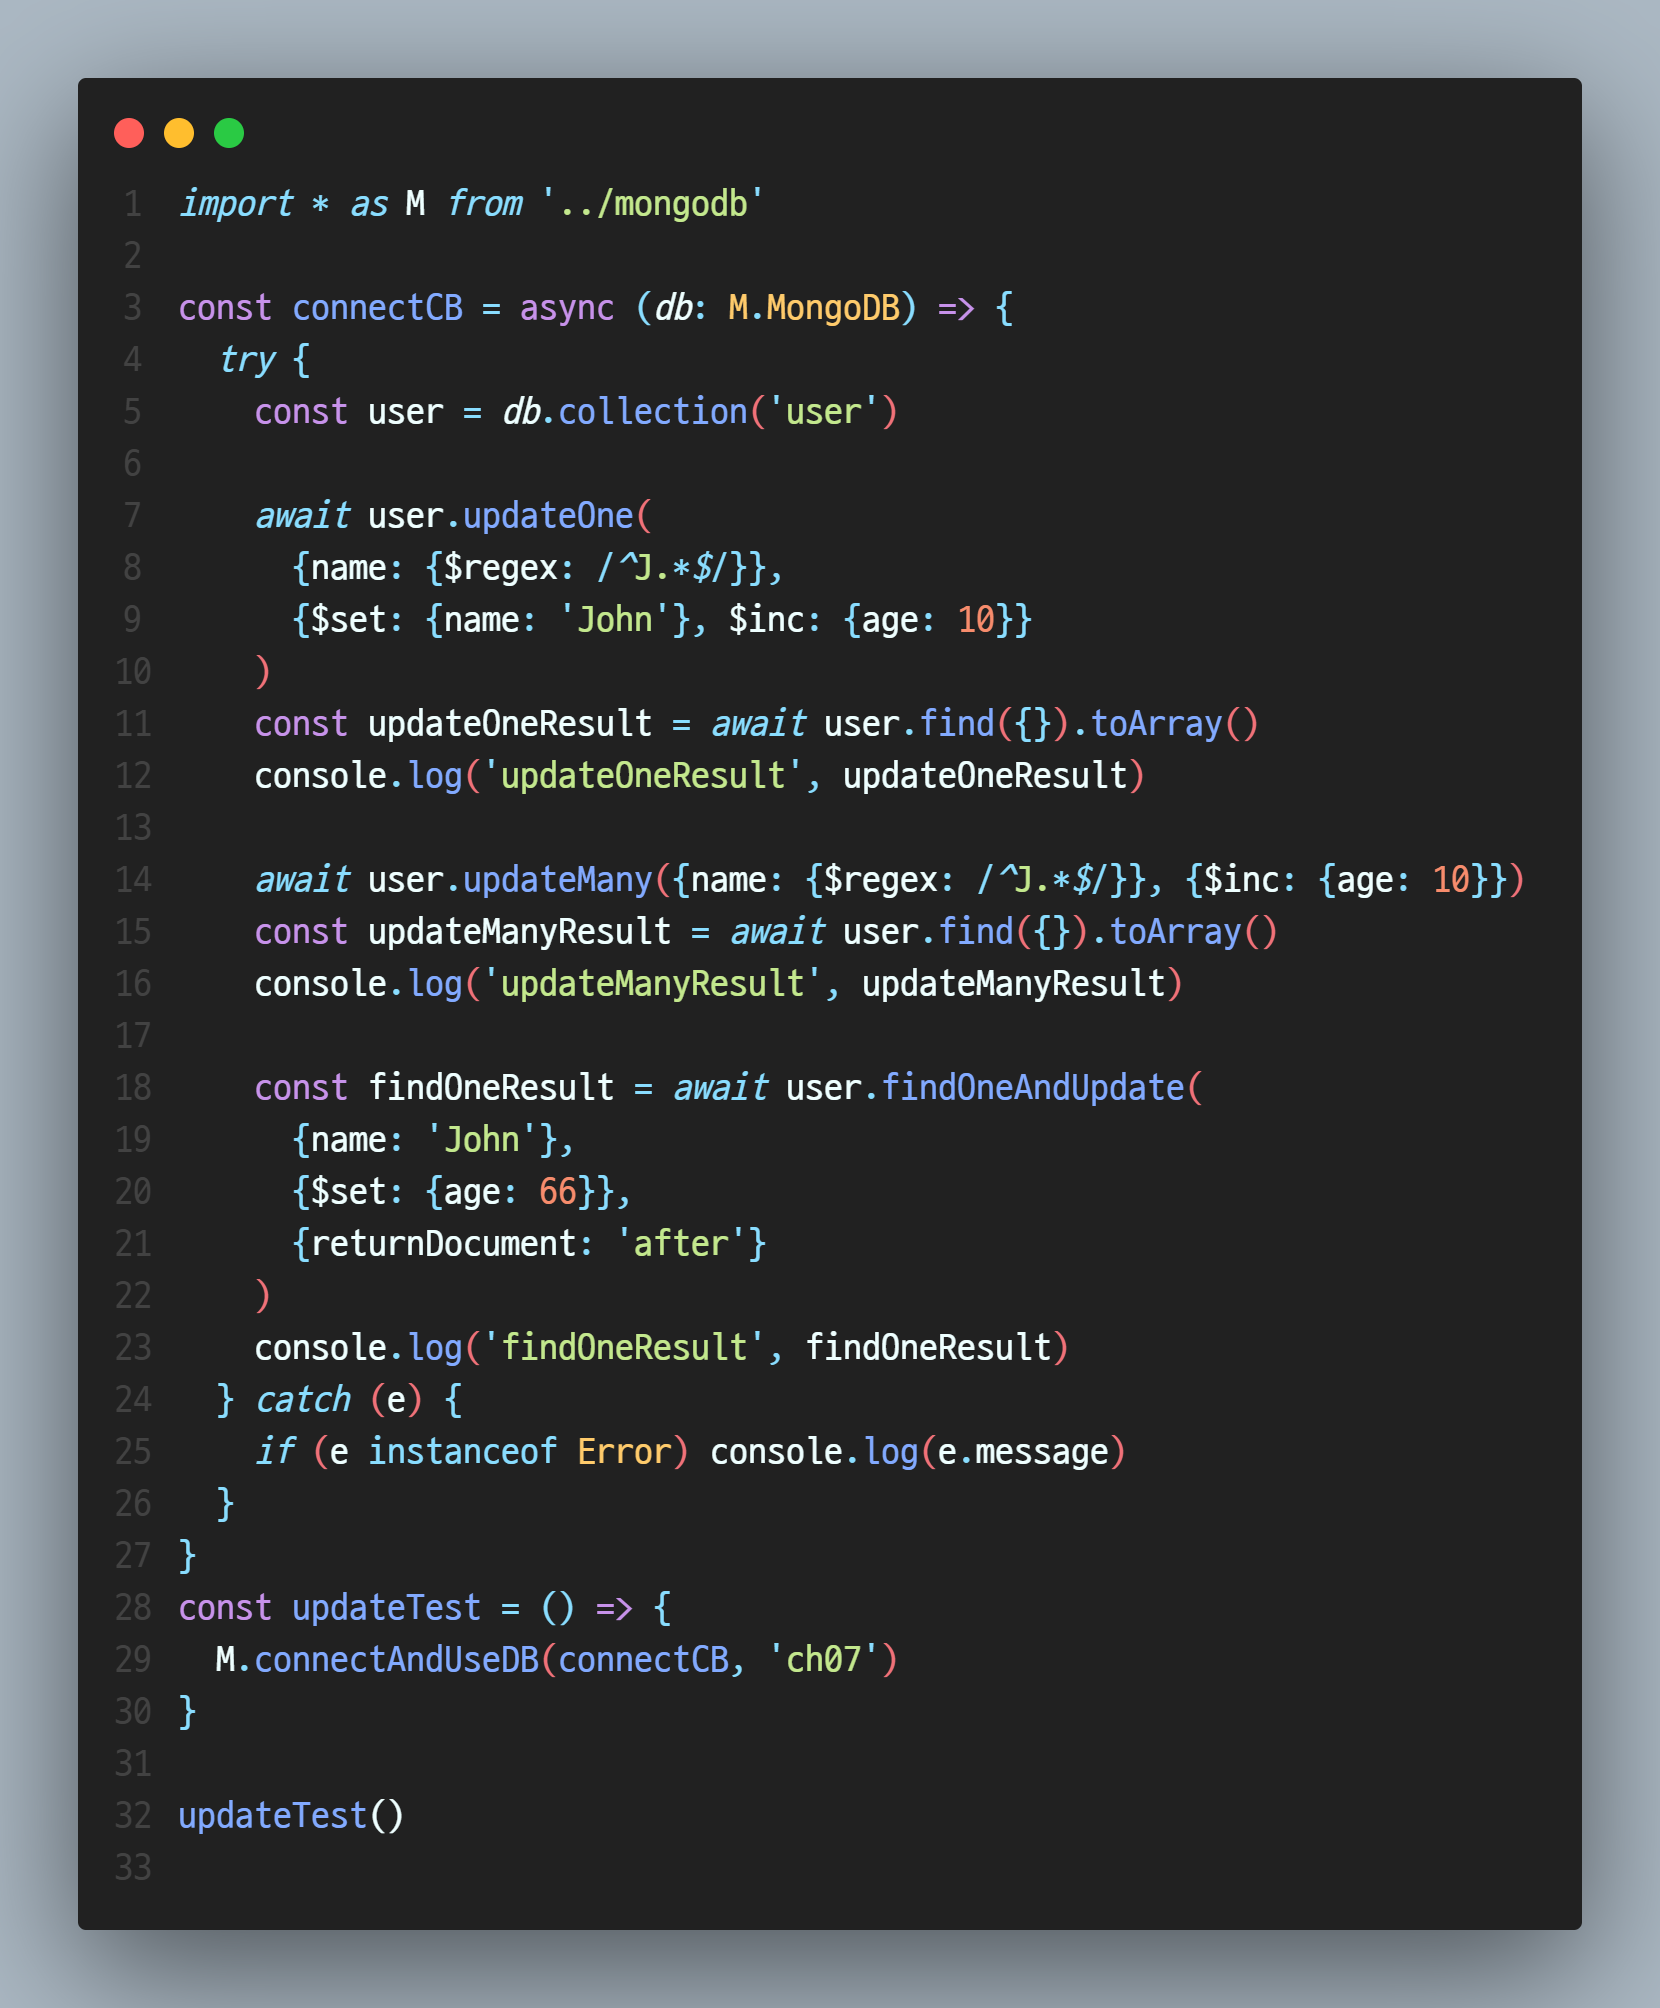 1 import * as M from '../mongodb'
2
3 const connectCB = async (db: M.MongoDB) => {
4   try {
5     const user = db.collection('user')
6
7     await user.updateOne(
8       {name: {$regex: /^J.*$/}},
9       {$set: {name: 'John'}, $inc: {age: 10}}
10     )
11     const updateOneResult = await user.find({}).toArray()
12     console.log('updateOneResult', updateOneResult)
13
14     await user.updateMany({name: {$regex: /^J.*$/}}, {$inc: {age: 10}})
15     const updateManyResult = await user.find({}).toArray()
16     console.log('updateManyResult', updateManyResult)
17
18     const findOneResult = await user.findOneAndUpdate(
19       {name: 'John'},
20       {$set: {age: 66}},
21       {returnDocument: 'after'}
22     )
23     console.log('findOneResult', findOneResult)
24   } catch (e) {
25     if (e instanceof Error) console.log(e.message)
26   }
27 }
28 const updateTest = () => {
29   M.connectAndUseDB(connectCB, 'ch07')
30 }
31
32 updateTest()
33